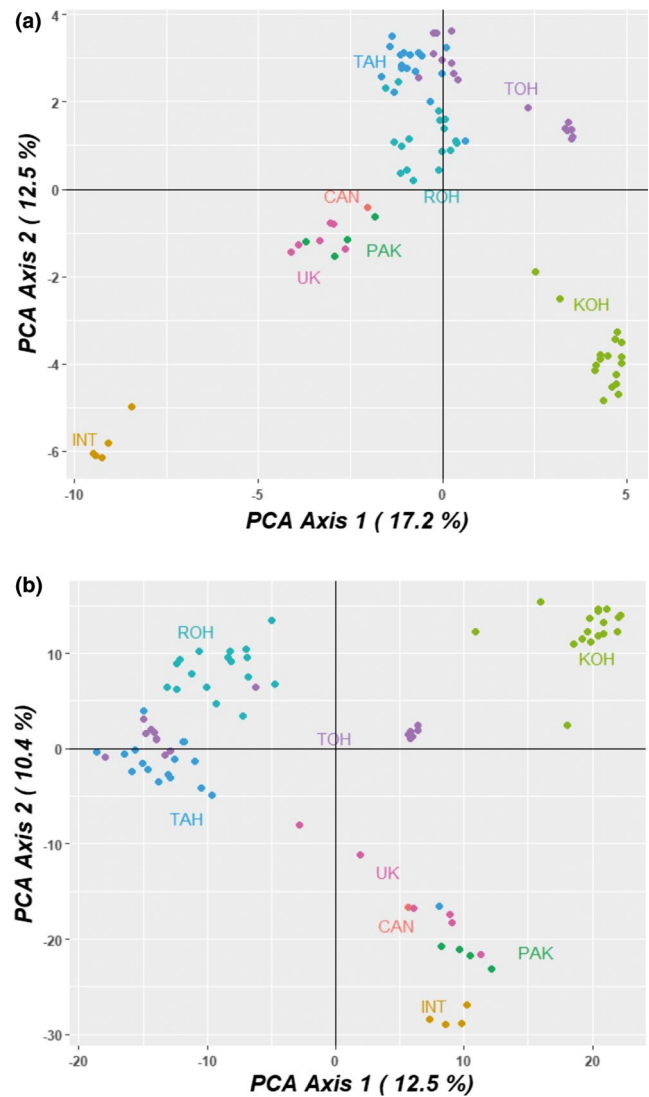 (a)
4
TAH
TOH
2
0
CAN
ROH
PAK
UK
-2
KOH
-4
INT
-6
-10
-5
0
5
PCA Axis 2 ( 12.5 %)
PCA Axis 1 ( 17.2 %)
(b)
ROH
10
KOH
TOH
0
TAH
-10
UK
CAN
-20
PAK
INT
-30
-20
-10
0
10
20
PCA Axis 2 ( 10.4 %)
PCA Axis 1 ( 12.5 %)